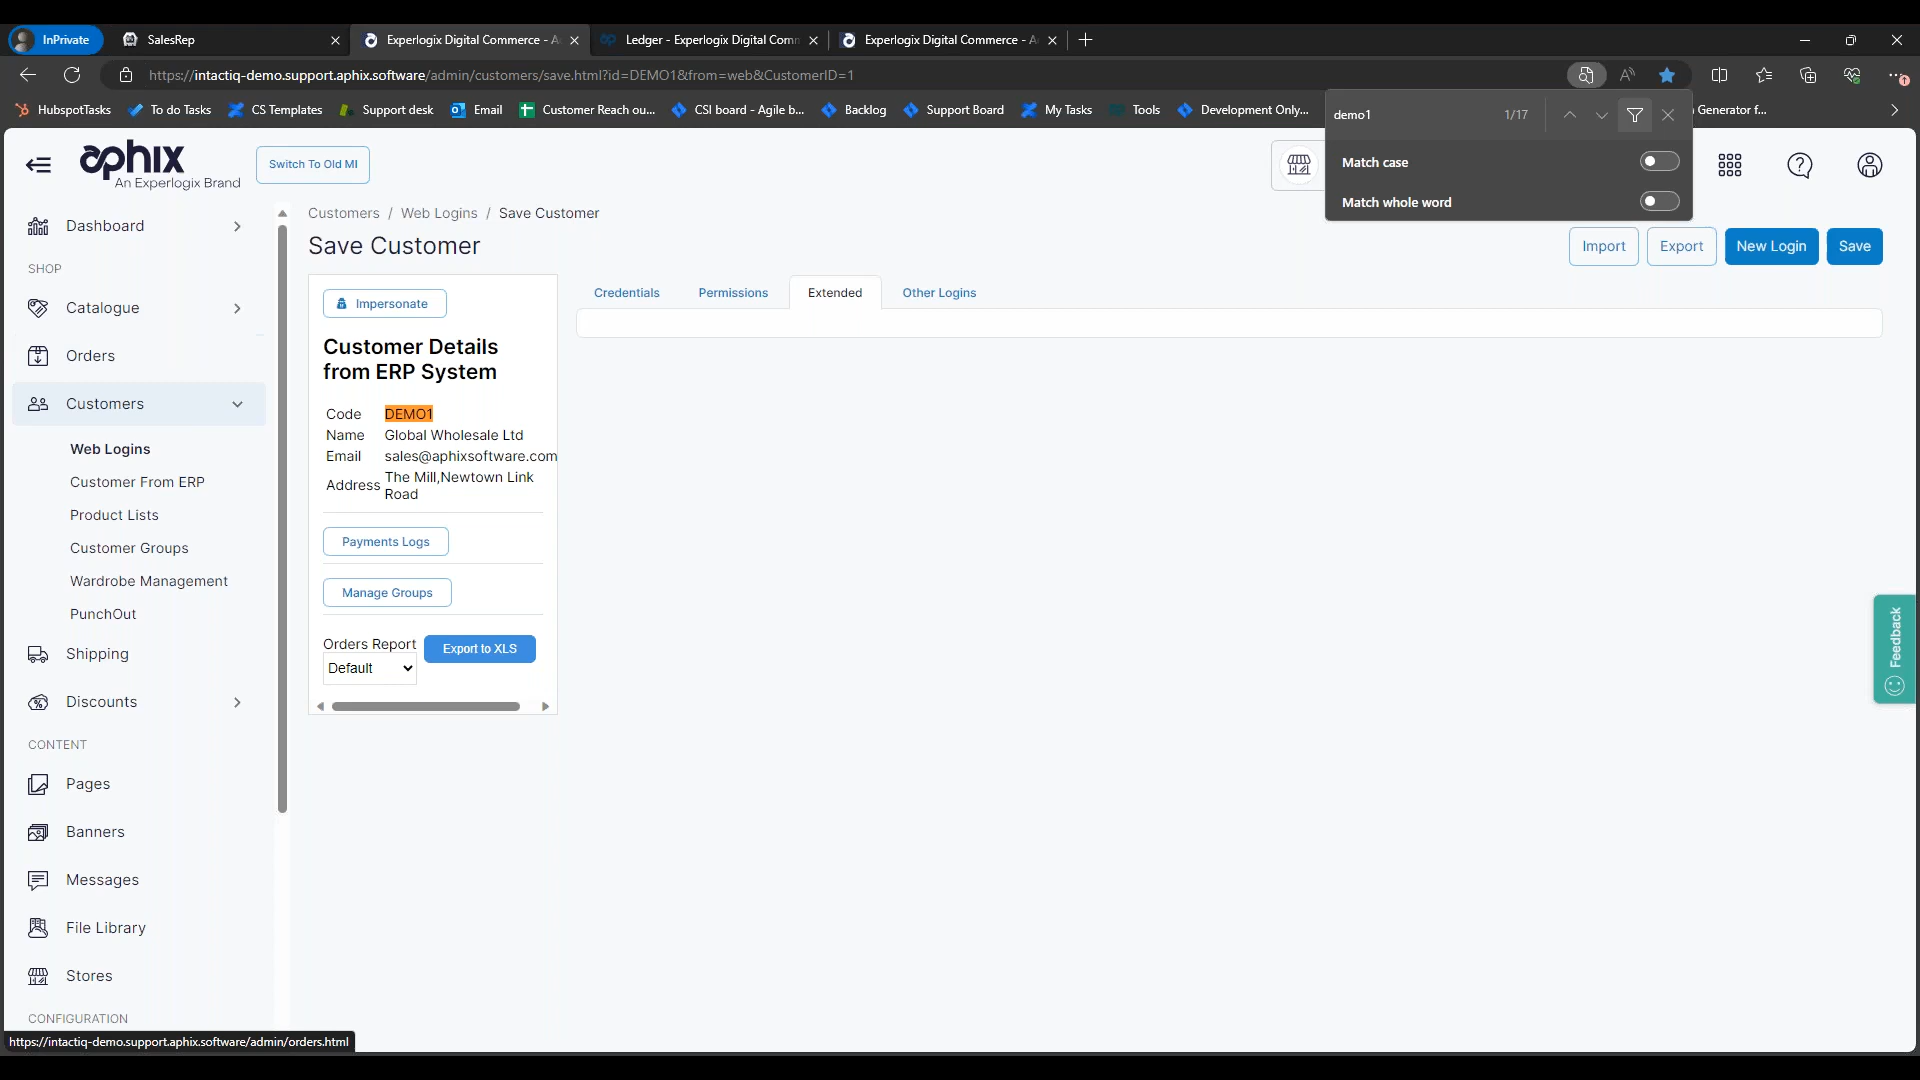 InPrivate
SalesRep
Experlogix Digital Commerce - A
Ledger - Experlogix Digital Com
Experlogix Digital Commerce - A
https://intactiq-demo.support.aphix.software/admin/customers/save.html?id=DEMO1&from=web&CustomerID=1
HubspotTasks
To do Tasks
CS Templates
Support desk
Email
Customer Reach ou...
CSI board - Agile b...
Backlog
Support Board
My Tasks
Tools
Development Only...
Generator f...
demo1
1/17
Match case
Match whole word
aphix
An Experlogix Brand
Switch To Old MI
Dashboard
SHOP
Catalogue
Orders
Customers
Web Logins
Customer From ERP
Product Lists
Customer Groups
Wardrobe Management
PunchOut
Shipping
Discounts
CONTENT
Pages
Banners
Messages
File Library
Stores
CONFIGURATION
https://intactiq-demo.support.aphix.software/admin/orders.html
Customers / Web Logins / Save Customer
Save Customer
Import
Export
New Login
Save
Impersonate
Customer Details
from ERP System
Code DEMO1
Name Global Wholesale Ltd
Email sales@aphixsoftware.com
Address The Mill,Newtown Link
Road
Payments Logs
Manage Groups
Orders Report
Default
Export to XLS
Credentials
Permissions
Extended
Other Logins
Feedback